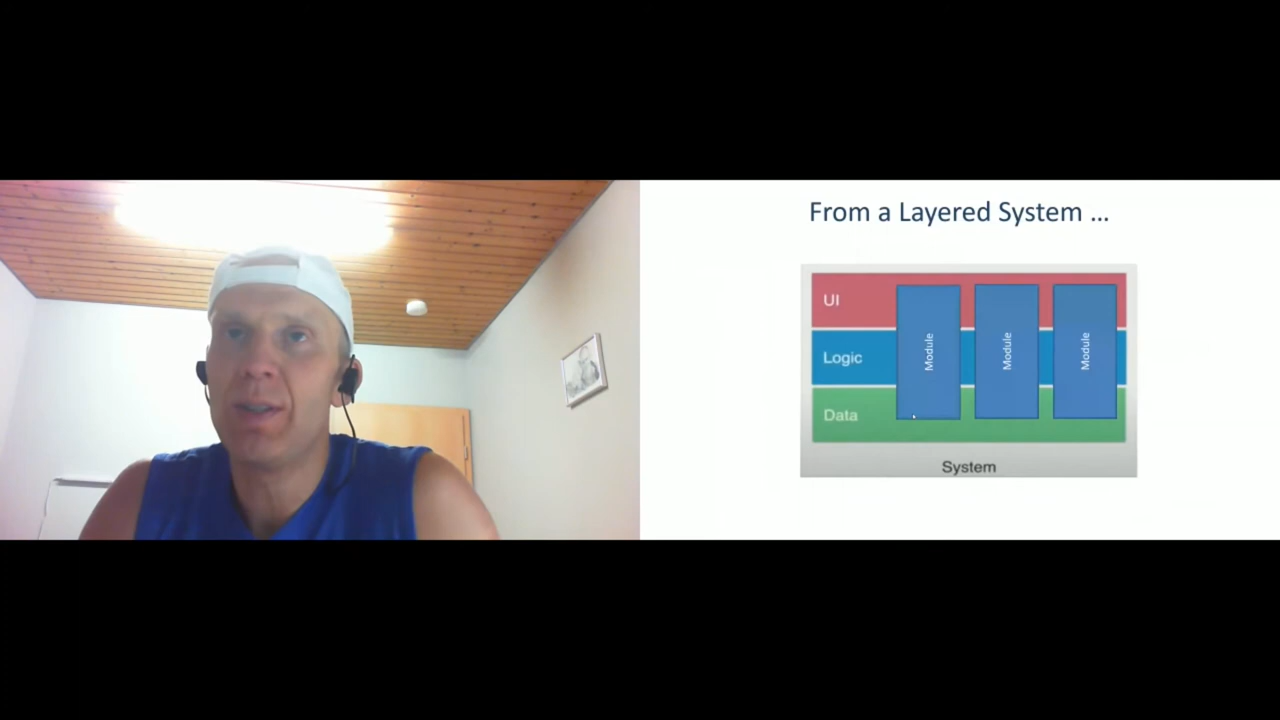 From a Layered System ...
UI
Logic
Data
Module
Module
Module
System